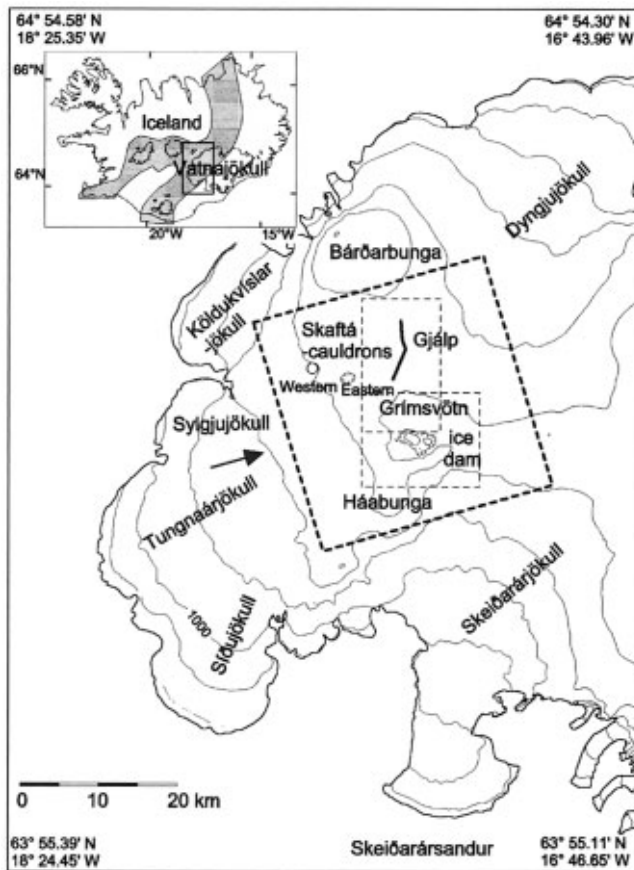 64° 54.58' N
18° 25.35' W
64° 54.30' N
16° 43.96' W
66°N
Iceland
64°N
Vatnajökull
20°W
15°W
Dyngjujökull
Bárðarbunga
Köldukvíslar
-jökull
Skaftá
-cauldrons
Gjálp
Western
Eastern
Grímsvötn
Sylgjujökull
ice
dam
Háabunga
Tungnaárjökull
Skeiðarárjökull
1000
Síðujökull
0 10 20 km
63° 55.39' N
18° 24.45' W
Skeiðarársandur
63° 55.11' N
16° 46.65' W